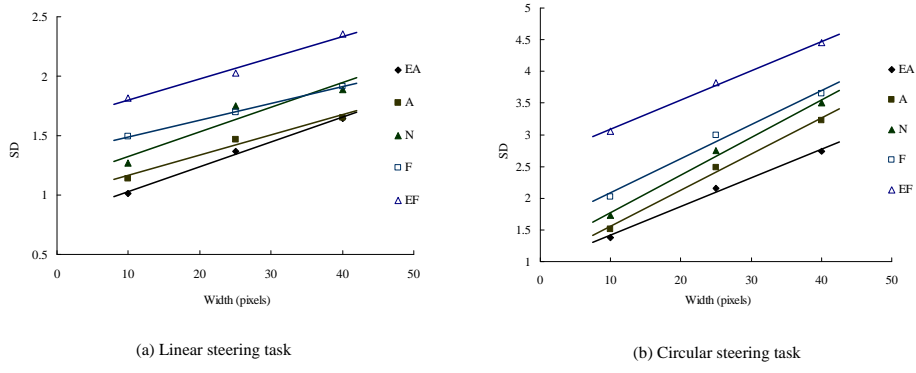 2.5
2
1.5
1
0.5
SD
0 10 20 30 40 50
Width (pixels)
EA
A
N
F
EF
(a) Linear steering task
5
4.5
4
3.5
3
2.5
2
1.5
1
SD
0 10 20 30 40 50
Width (pixels)
EA
A
N
F
EF
(b) Circular steering task